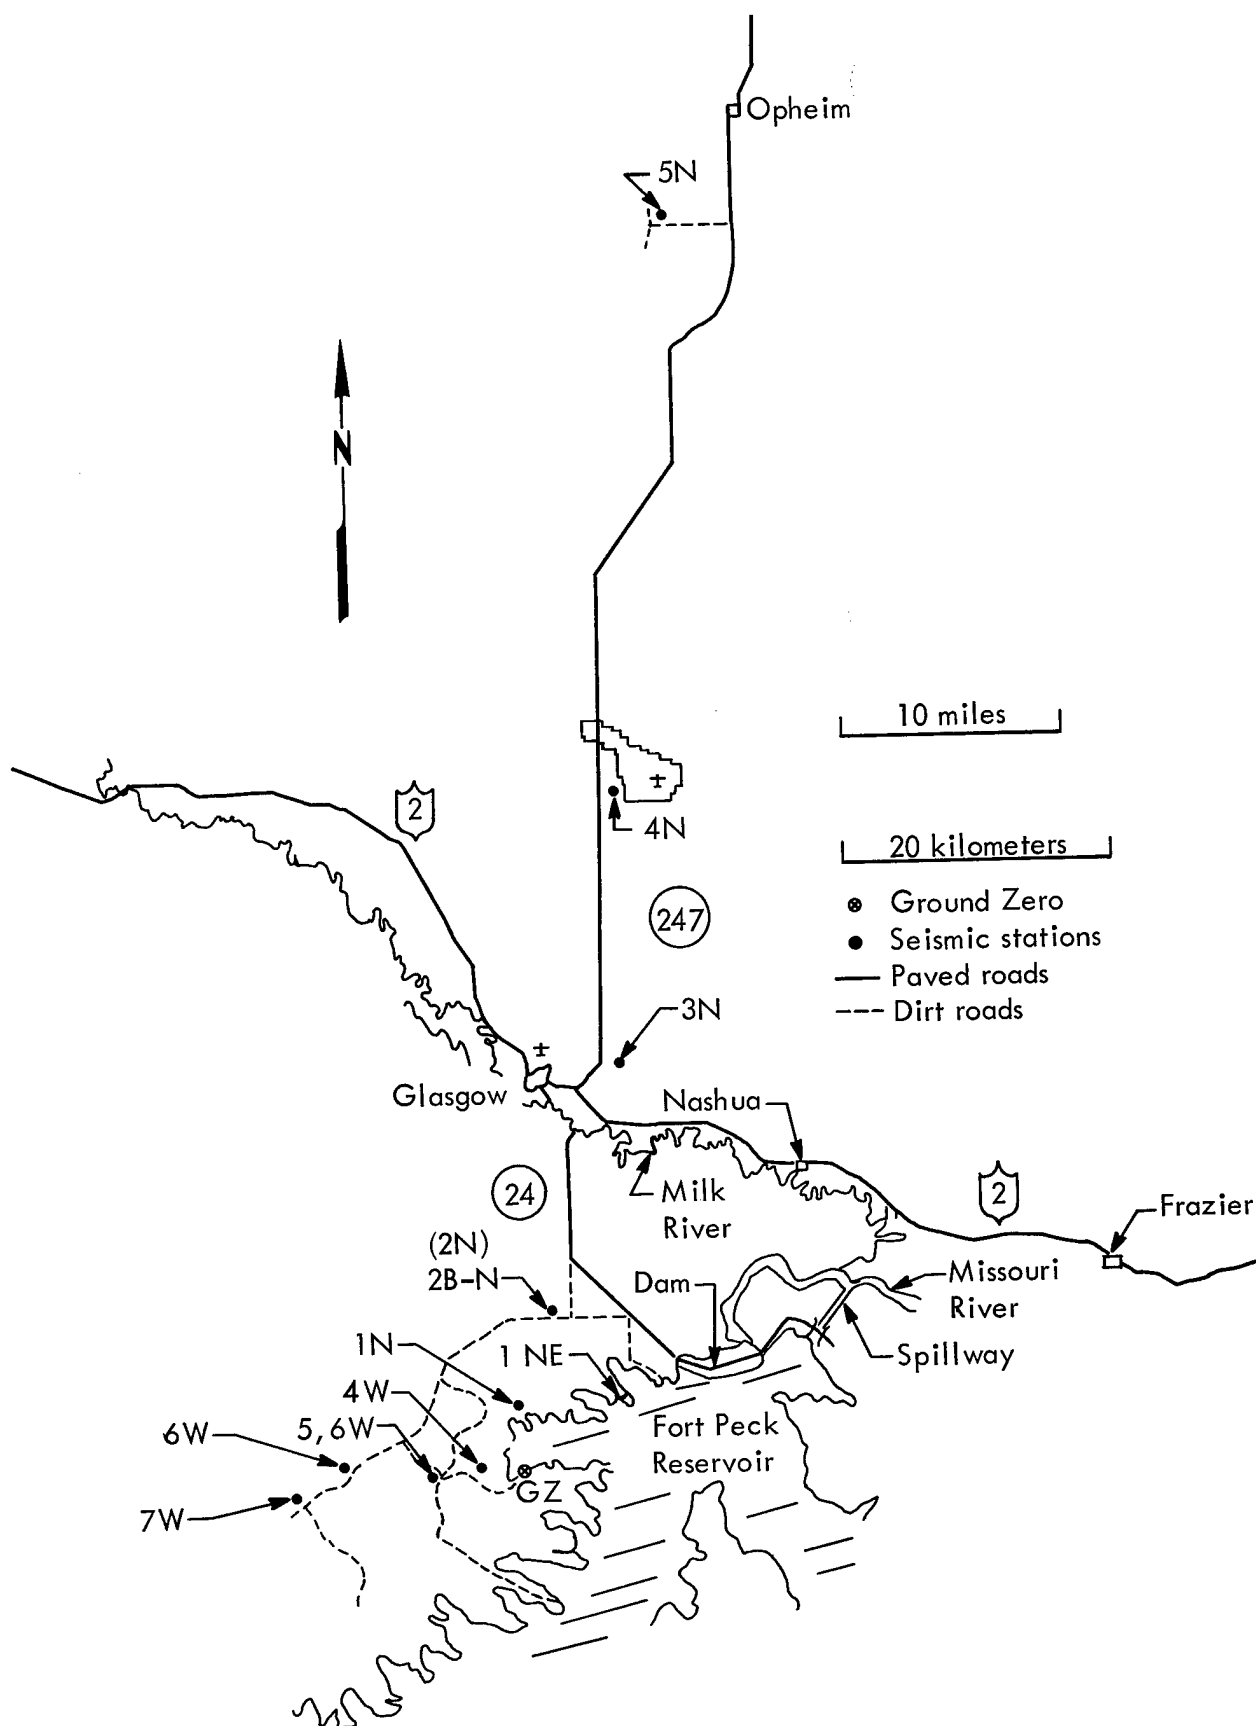 Opheim
5N
N
10 miles
2
4N
20 kilometers
Ground Zero
247
Seismic stations
Paved roads
Dirt roads
3N
Glasgow
Nashua
24
Milk
River
2
Frazier
(2N)
2B-N
Dam
Missouri
River
1N
1 NE
Spillway
4W
5,6W
6W
Fort Peck
Reservoir
GZ
7W